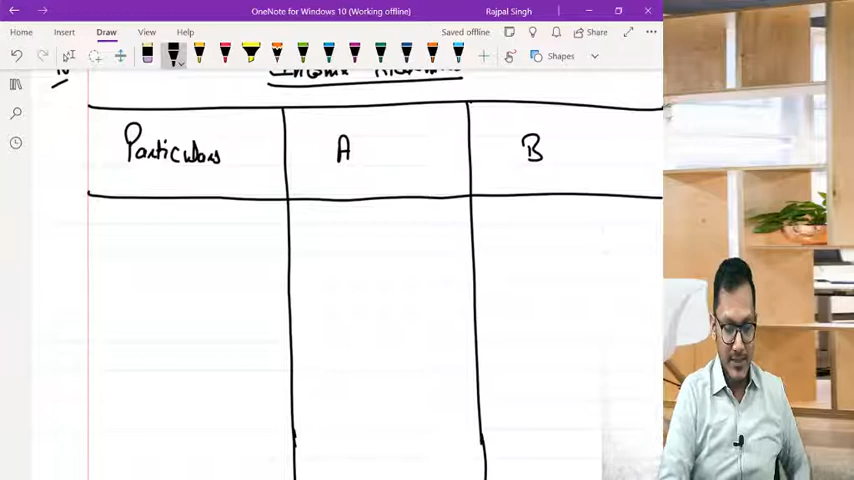 OneNote for Windows 10 (Working offline)
Rajpal Singh
Home Insert Draw View Help
Saved offline
Share
Shapes
Particulars A B